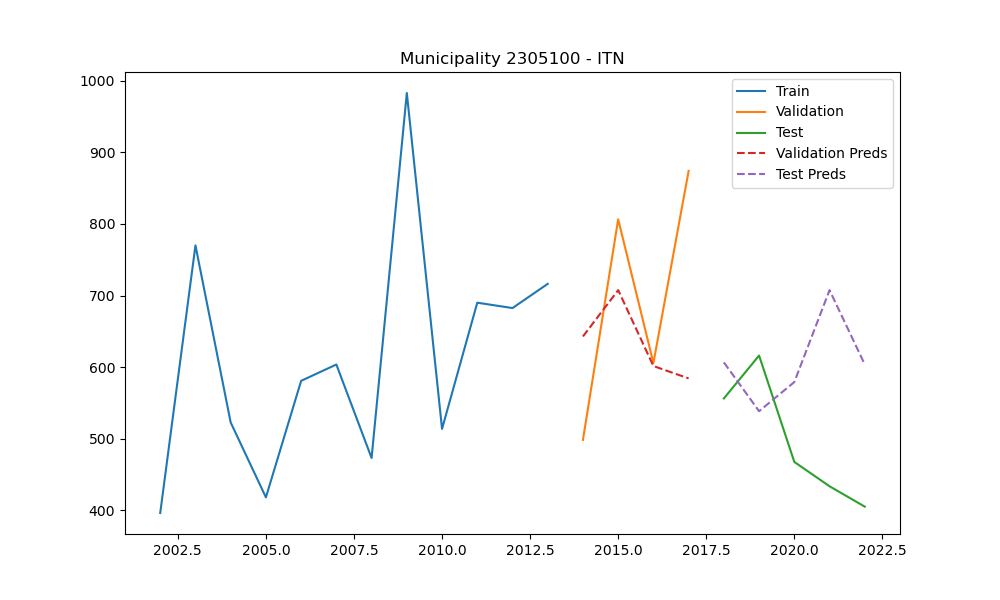 Municipality 2305100 - ITN
1000
900
800
700
600
500
400
Train
Validation
Test
Validation Preds
Test Preds
2002.5 2005.0 2007.5 2010.0 2012.5 2015.0 2017.5 2020.0 2022.5